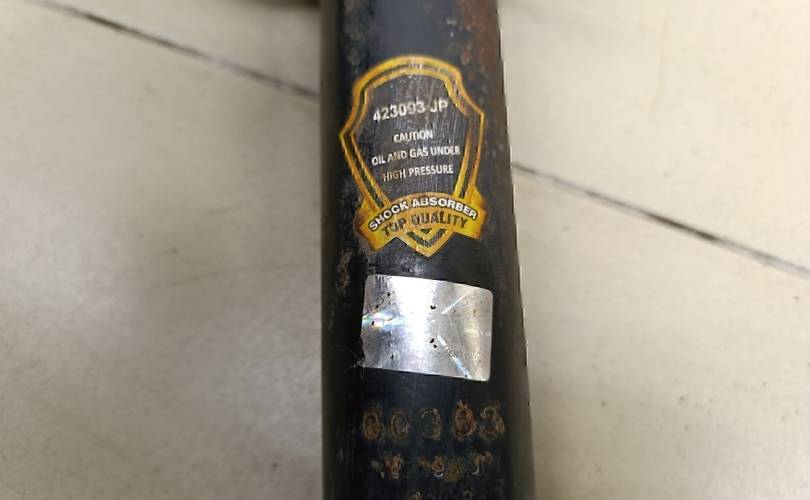 423093-JP
CAUTION
OIL AND GAS UNDER
HIGH PRESSURE
SHOCK ABSORBER
TOP QUALITY